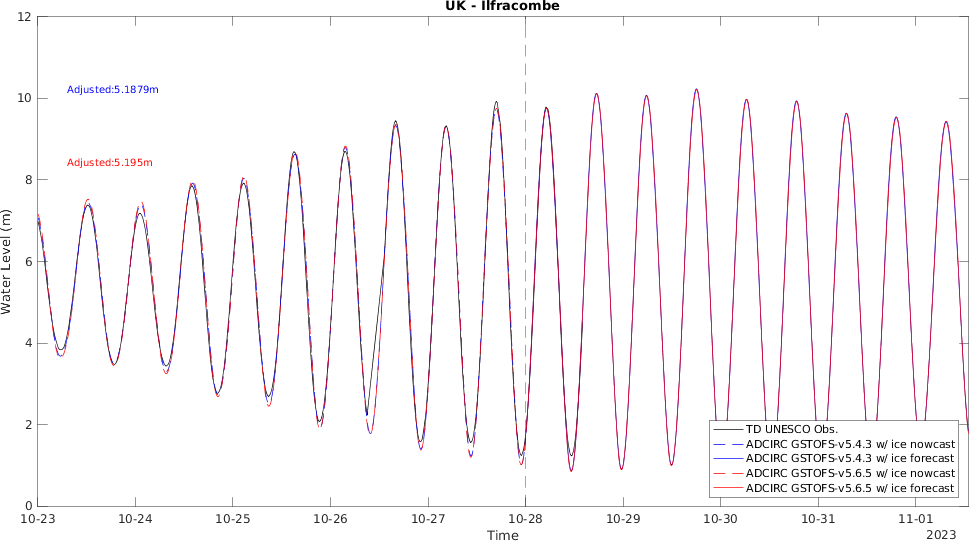 UK - Ilfracombe
12
10
8
6
4
2
0
Water Level (m)
Adjusted:5.1879m
Adjusted:5.195m
TD UNESCO Obs.
ADCIRC GSTOFS-v5.4.3 w/ ice nowcast
ADCIRC GSTOFS-v5.4.3 w/ ice forecast
ADCIRC GSTOFS-v5.6.5 w/ ice nowcast
ADCIRC GSTOFS-v5.6.5 w/ ice forecast
10-23 10-24 10-25 10-26 10-27 10-28 10-29 10-30 10-31 11-01
Time
2023